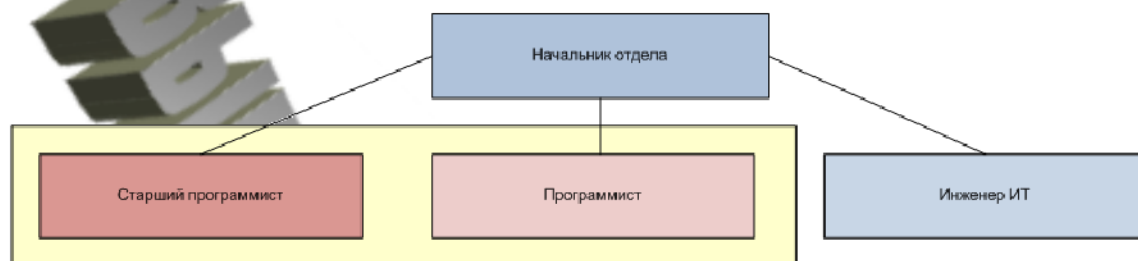 Начальник отдела
Старший программист
Программист
Инженер ИТ